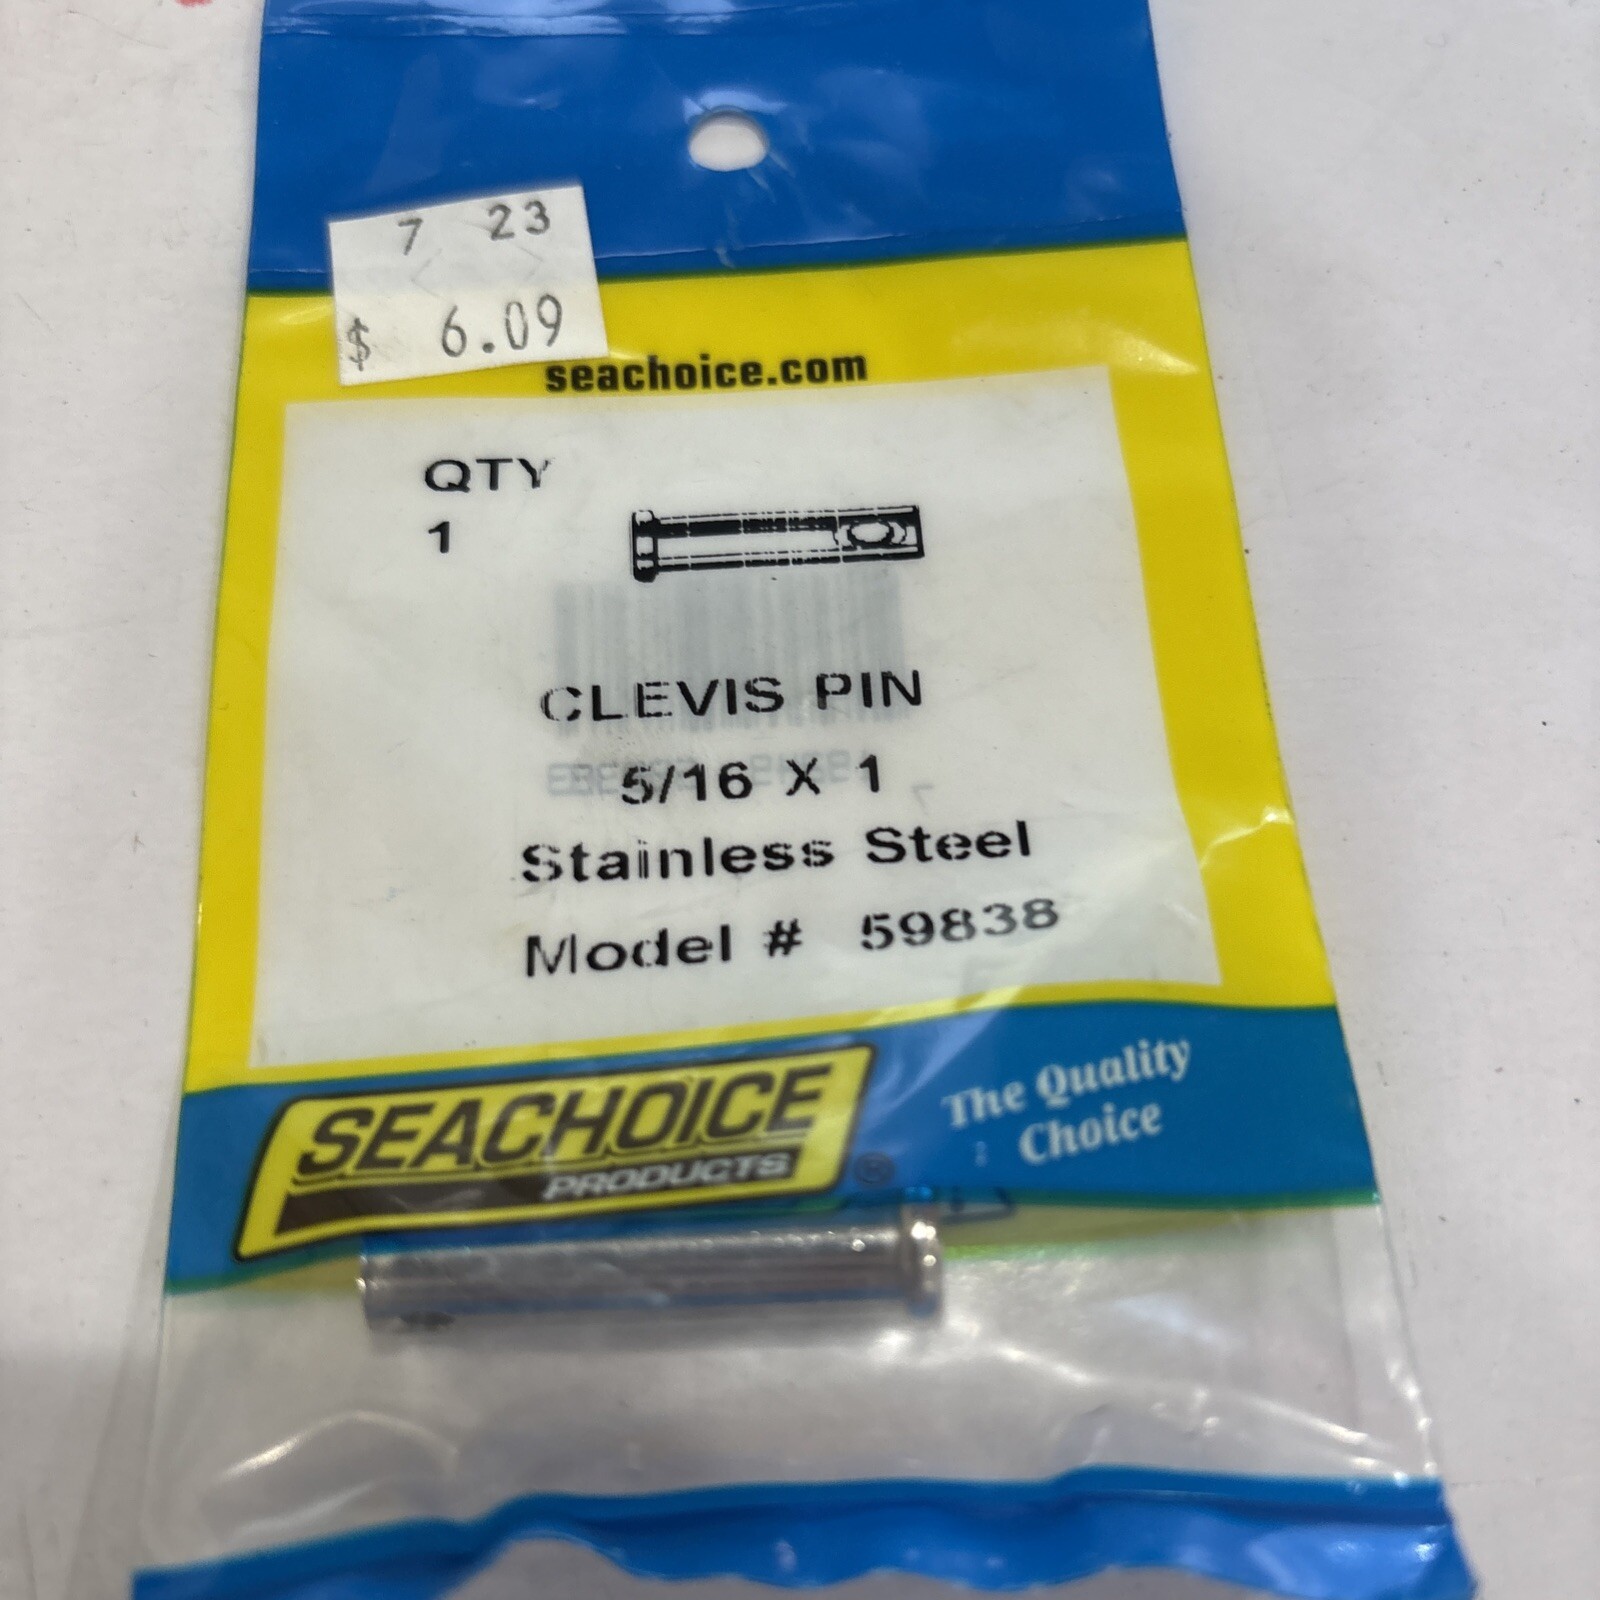 7 23
$ 6.09
seachoice.com
QTY
1
CLEVIS PIN
5/16 X 1
Stainless Steel
Model # 59838
SEACHOICE
PRODUCTS
®
The Quality
Choice